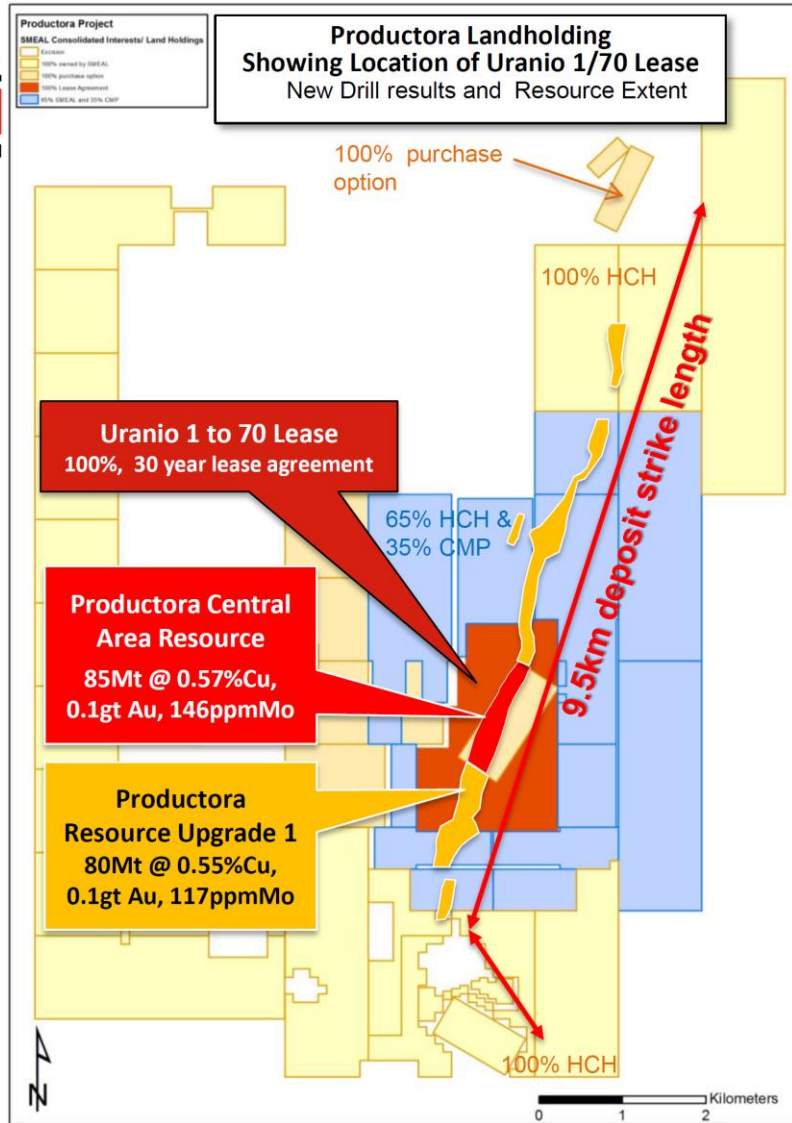 Productora Project
SMEAL Consolidated Interests/ Land Holdings
Excision
100% owned by SMEAL
100% purchase option
100% Lease Agreement
65% SMEAL and 35% CMP
Productora Landholding
Showing Location of Uranio 1/70 Lease
New Drill results and Resource Extent
100% purchase
option
100% HCH
9.5km deposit strike length
Uranio 1 to 70 Lease
100%, 30 year lease agreement
65% HCH &
35% CMP
Productora Central
Area Resource
85Mt @ 0.57%Cu,
0.1gt Au, 146ppmMo
Productora
Resource Upgrade 1
80Mt @ 0.55%Cu,
0.1gt Au, 117ppmMo
100% HCH
N
Kilometers
0 1 2